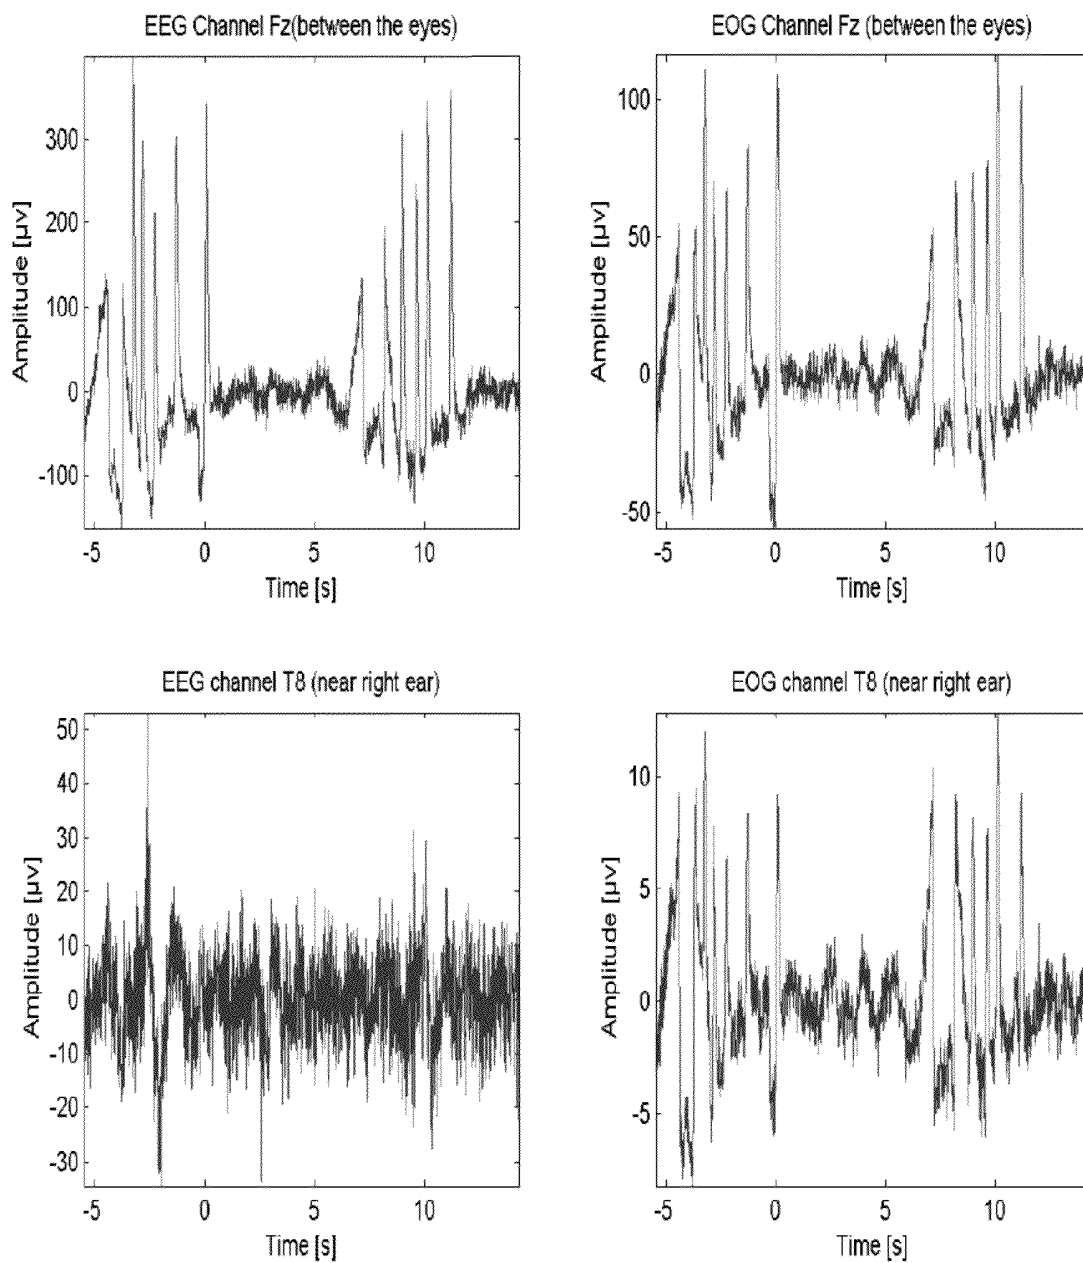 EEG Channel Fz(between the eyes)
300
200
100
0
-100
Amplitude [µv]
-5 0 5 10
Time [s]
EOG Channel Fz (between the eyes)
100
50
0
-50
Amplitude [µv]
-5 0 5 10
Time [s]
EEG channel T8 (near right ear)
50
40
30
20
10
0
-10
-20
-30
Amplitude [µv]
-5 0 5 10
Time [s]
EOG channel T8 (near right ear)
10
5
0
-5
Amplitude [µv]
-5 0 5 10
Time [s]